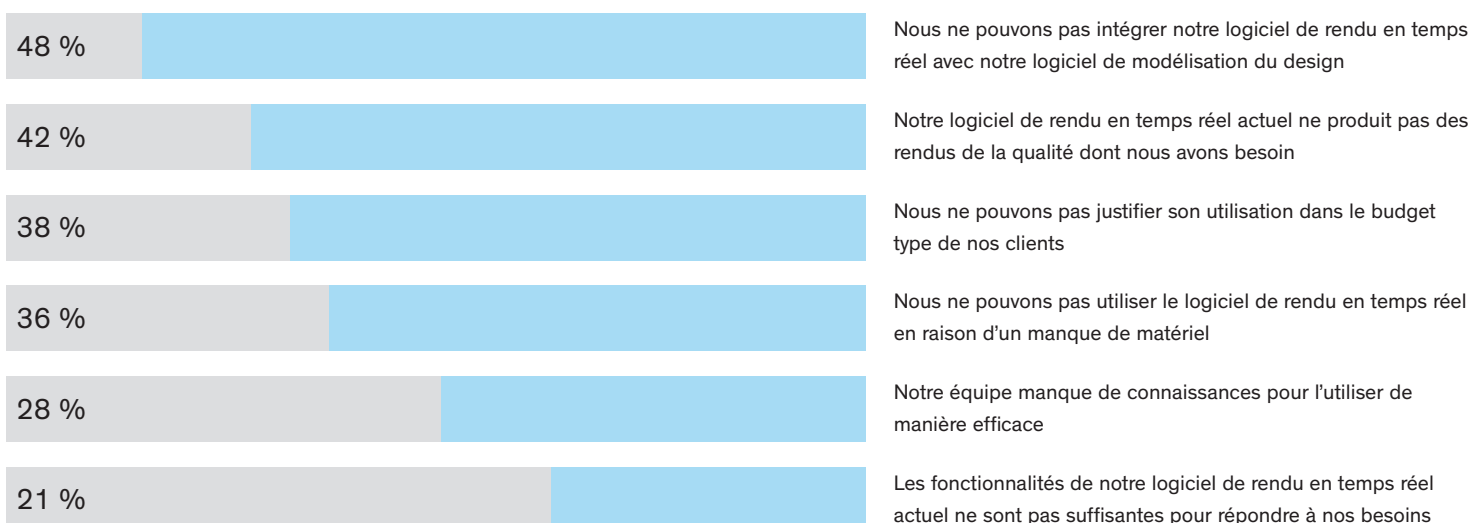 48 %
Nous ne pouvons pas intégrer notre logiciel de rendu en temps
réel avec notre logiciel de modélisation du design
42 %
Notre logiciel de rendu en temps réel actuel ne produit pas des
rendus de la qualité dont nous avons besoin
38 %
Nous ne pouvons pas justifier son utilisation dans le budget
type de nos clients
36 %
Nous ne pouvons pas utiliser le logiciel de rendu en temps réel
en raison d’un manque de matériel
28 %
Notre équipe manque de connaissances pour l’utiliser de
manière efficace
21 %
Les fonctionnalités de notre logiciel de rendu en temps réel
actuel ne sont pas suffisantes pour répondre à nos besoins